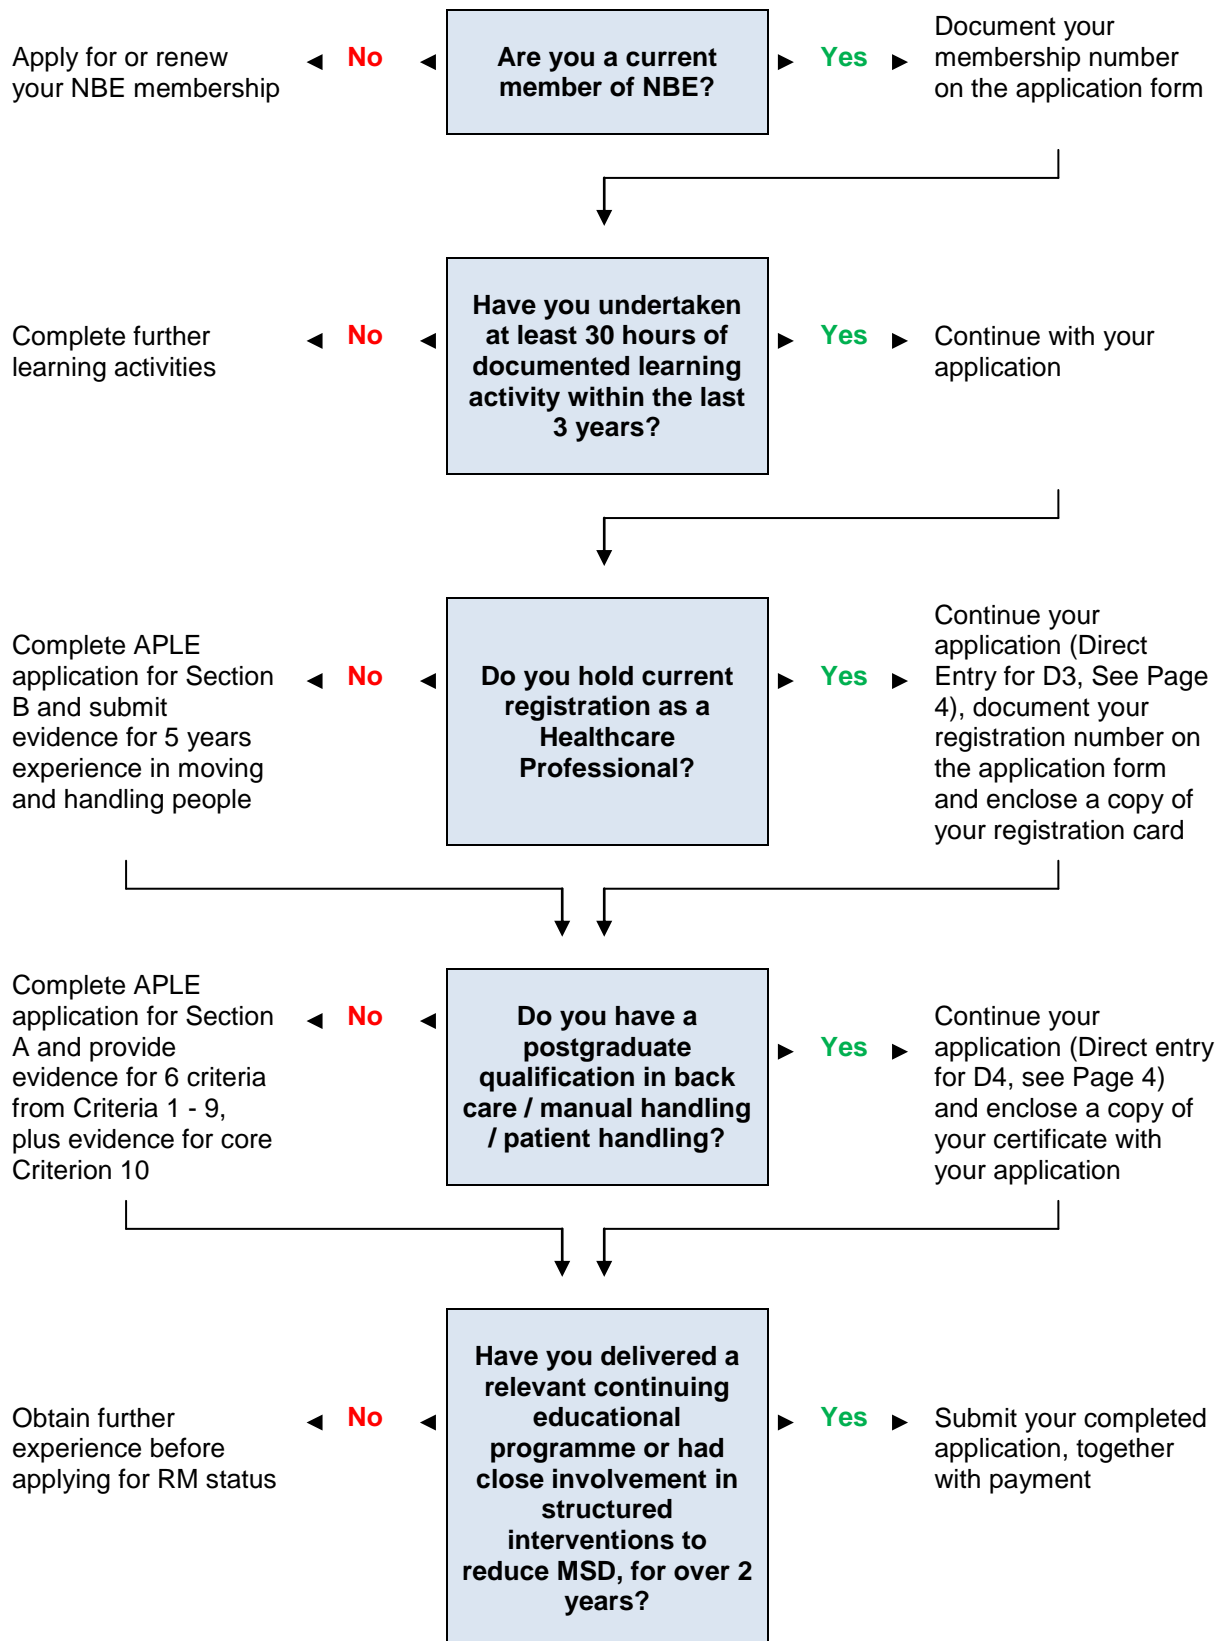 Apply for or renew
your NBE membership
No
Are you a current
member of NBE?
Yes
Document your
membership number
on the application form
Complete further
learning activities
No
Have you undertaken
at least 30 hours of
documented learning
activity within the last
3 years?
Yes
Continue with your
application
Complete APLE
application for Section
B and submit
evidence for 5 years
experience in moving
and handling people
No
Do you hold current
registration as a
Healthcare
Professional?
Yes
Continue your
application (Direct
Entry for D3, See Page
4), document your
registration number on
the application form
and enclose a copy of
your registration card
Complete APLE
application for Section
A and provide
evidence for 6 criteria
from Criteria 1 - 9,
plus evidence for core
Criterion 10
No
Do you have a
postgraduate
qualification in back
care / manual handling
/ patient handling?
Yes
Continue your
application (Direct entry
for D4, see Page 4)
and enclose a copy of
your certificate with
your application
Obtain further
experience before
applying for RM status
No
Have you delivered a
relevant continuing
educational
programme or had
close involvement in
structured
interventions to
reduce MSD, for over 2
years?
Yes
Submit your completed
application, together
with payment